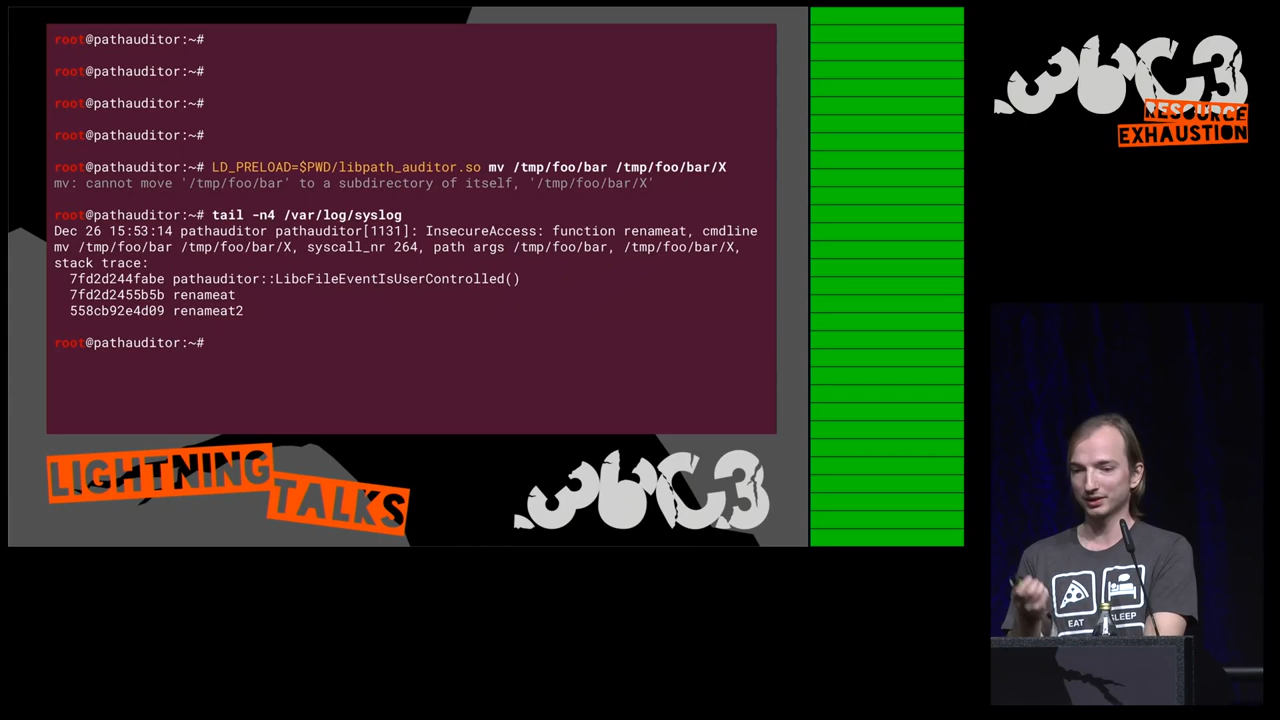 root@pathauditor:~#
root@pathauditor:~#
root@pathauditor:~#
root@pathauditor:~#
root@pathauditor:~# LD_PRELOAD=$PWD/libpath_auditor.so mv /tmp/foo/bar /tmp/foo/bar/X
mv: cannot move '/tmp/foo/bar' to a subdirectory of itself, '/tmp/foo/bar/X'
root@pathauditor:~# tail -n4 /var/log/syslog
Dec 26 15:53:14 pathauditor pathauditor[1131]: InsecureAccess: function renameat, cmdline
mv /tmp/foo/bar /tmp/foo/bar/X, syscall_nr 264, path args /tmp/foo/bar, /tmp/foo/bar/X,
stack trace:
7fd2d244fabe pathauditor::LibcFileEventIsUserControlled()
7fd2d2455b5b renameat
558cb92e4d09 renameat2
root@pathauditor:~#
LIGHTNING
TALKS
36C3
36C3
RESOURCE
EXHAUSTION
EAT
SLEEP